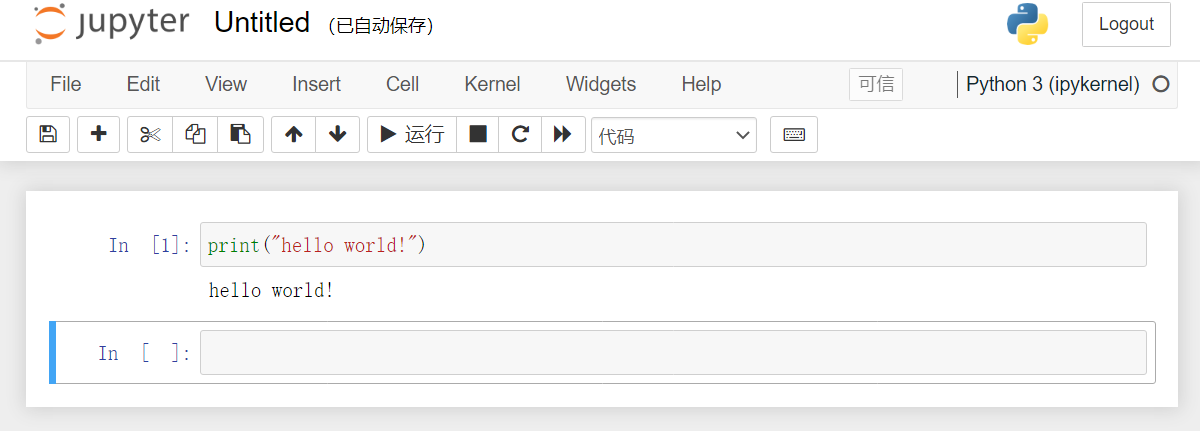 jupyter Untitled (已自动保存) Logout
File Edit View Insert Cell Kernel Widgets Help 可信 Python 3 (ipykernel)
运行 代码
In [1]: print("hello world!")
hello world!
In [ ]: